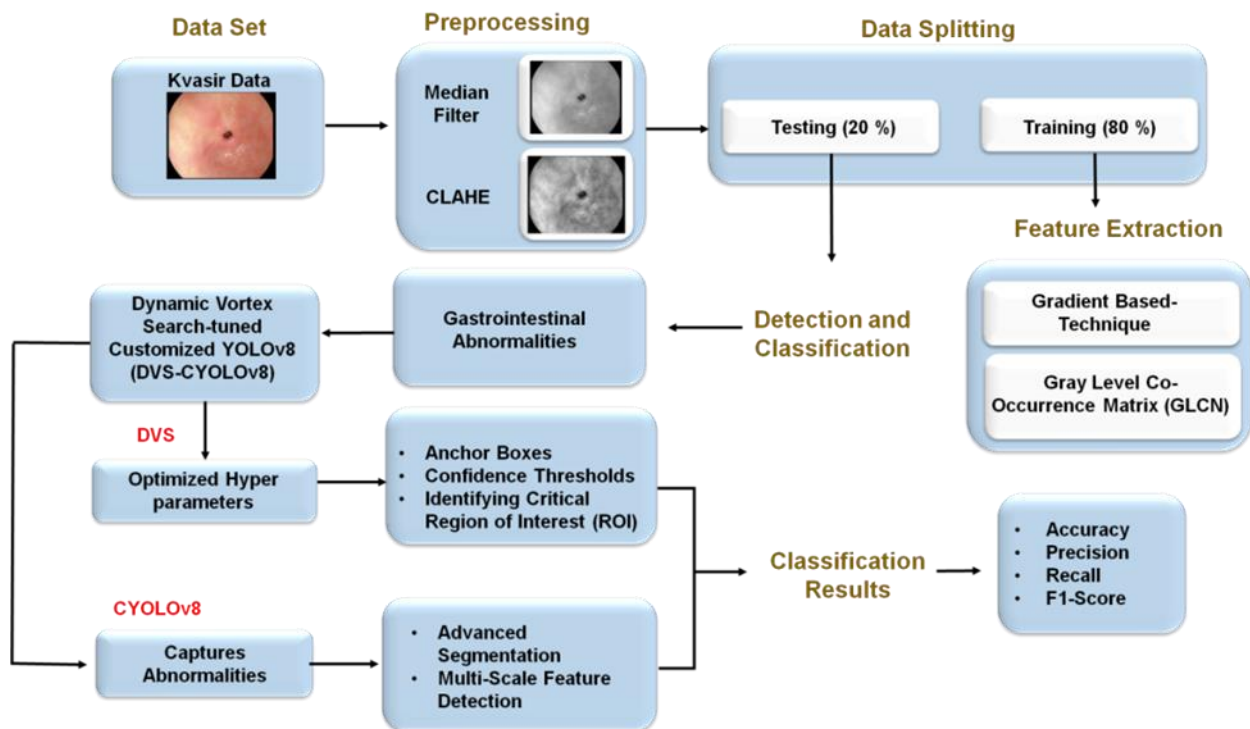 Data Set
Preprocessing
Data Splitting
Kvasir Data
Median
Filter
CLAHE
Testing (20 %)
Training (80 %)
Feature Extraction
Gradient Based-
Technique
Gray Level Co-
Occurrence Matrix (GLCN)
Detection and
Classification
Gastrointestinal
Abnormalities
Dynamic Vortex
Search-tuned
Customized YOLOv8
(DVS-CYOLOv8)
DVS
Optimized Hyper
parameters
• Anchor Boxes
• Confidence Thresholds
• Identifying Critical
Region of Interest (ROI)
CYOLOv8
Captures
Abnormalities
• Advanced
Segmentation
• Multi-Scale Feature
Detection
Classification
Results
• Accuracy
• Precision
• Recall
• F1-Score